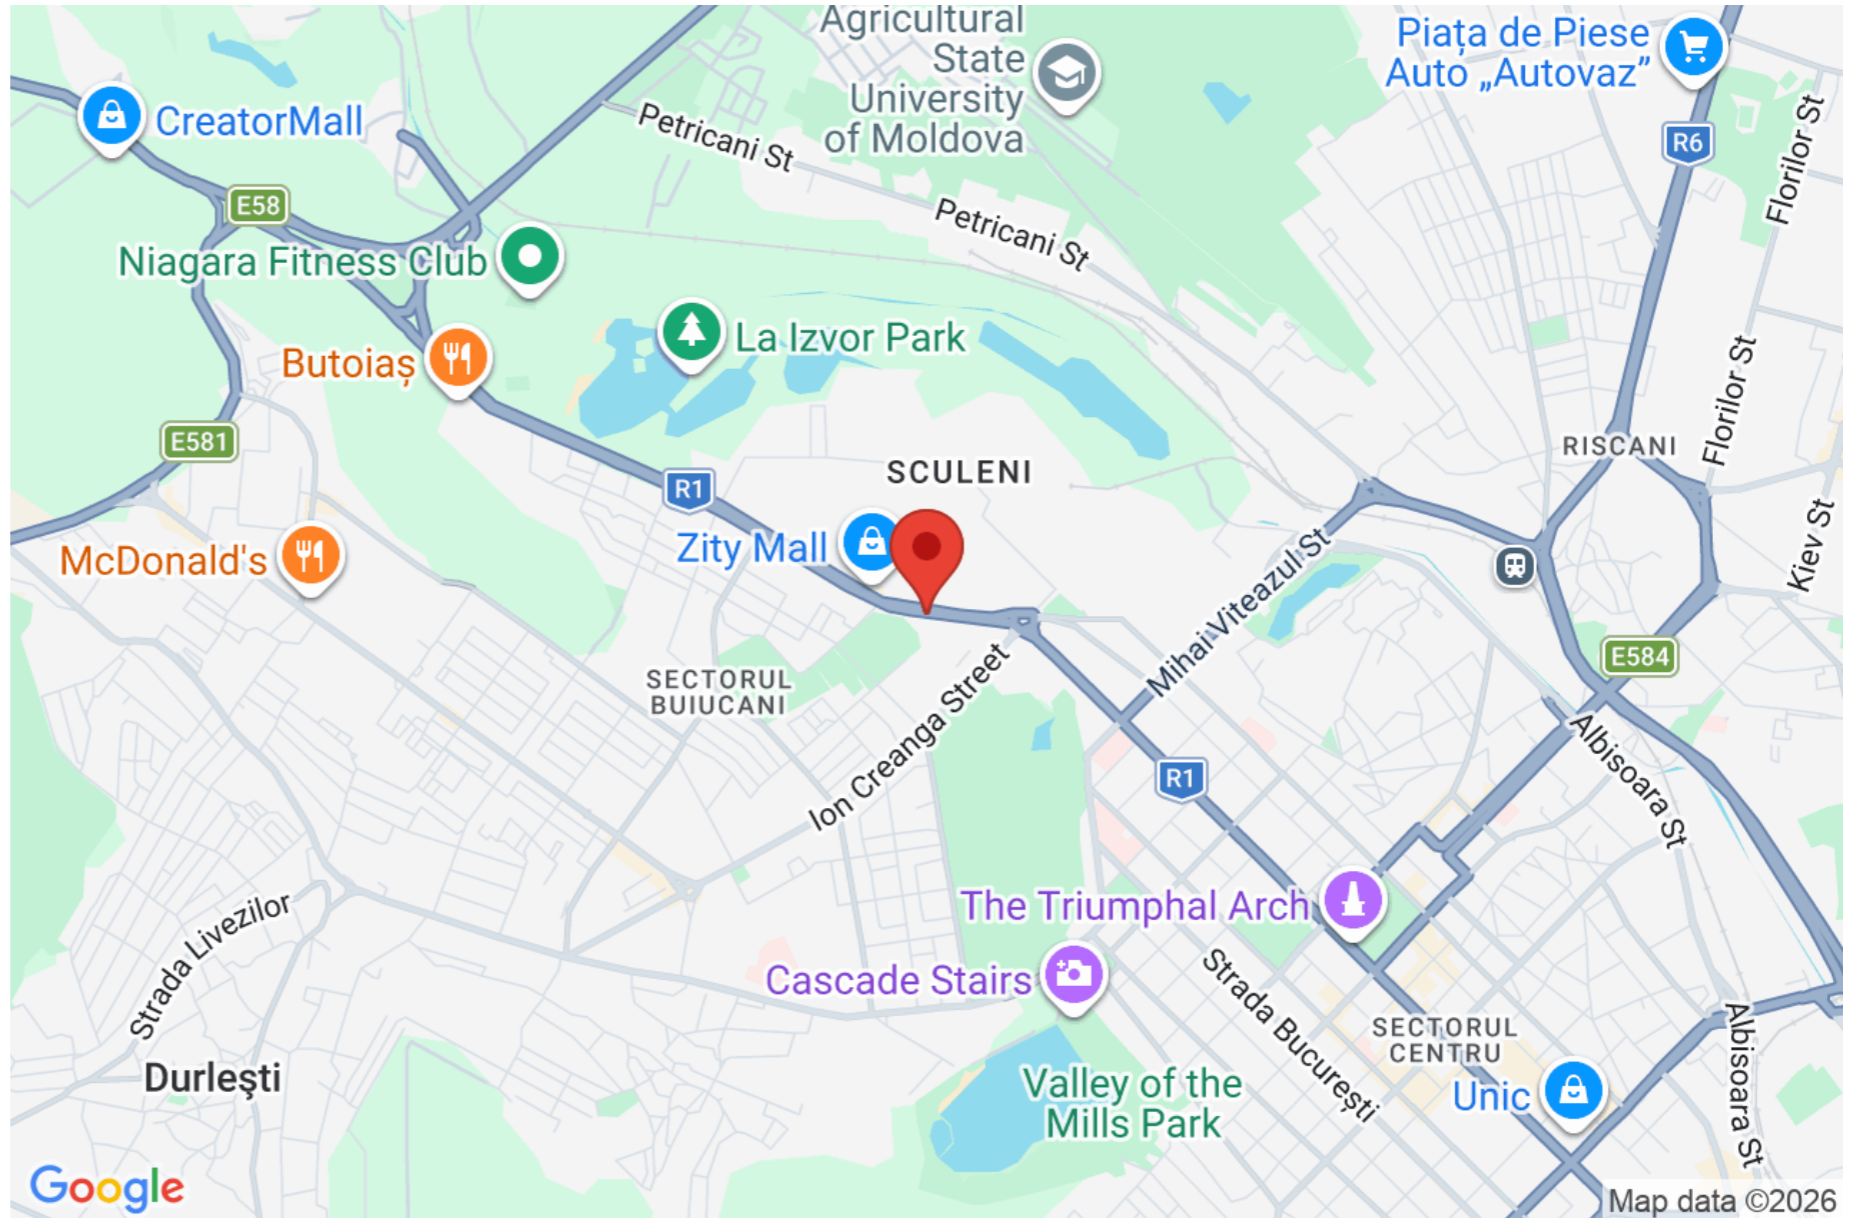 Agricultural
State
University
of Moldova
Piața de Piese
Auto „Autovaz”
CreatorMall
Petricani St
R6
Florilor St
E58
Petricani St
Niagara Fitness Club
La Izvor Park
Butoiaș
Florilor St
E581
RISCANI
SCULENI
R1
Zity Mall
McDonald's
Mihai Viteazul St
Kiev St
E584
SECTORUL
BUIUCANI
Ion Creanga Street
R1
Albisoara St
The Triumphal Arch
Strada Livezilor
Cascade Stairs
Strada București
SECTORUL
CENTRU
Albisoara St
Durleşti
Valley of the
Mills Park
Unic
Google
Map data ©2026